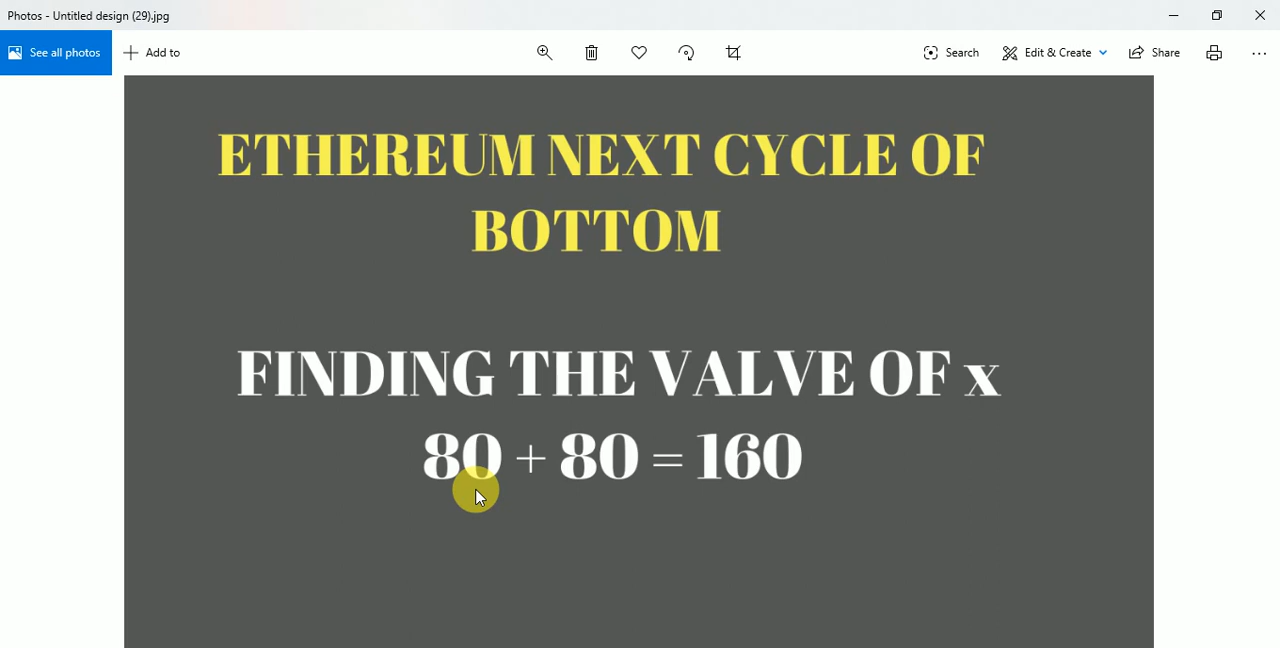 Photos - Untitled design (29).jpg
See all photos
Add to
Search
Edit & Create
Share
ETHEREUM NEXT CYCLE OF
BOTTOM
FINDING THE VALVE OF x
80 + 80 = 160